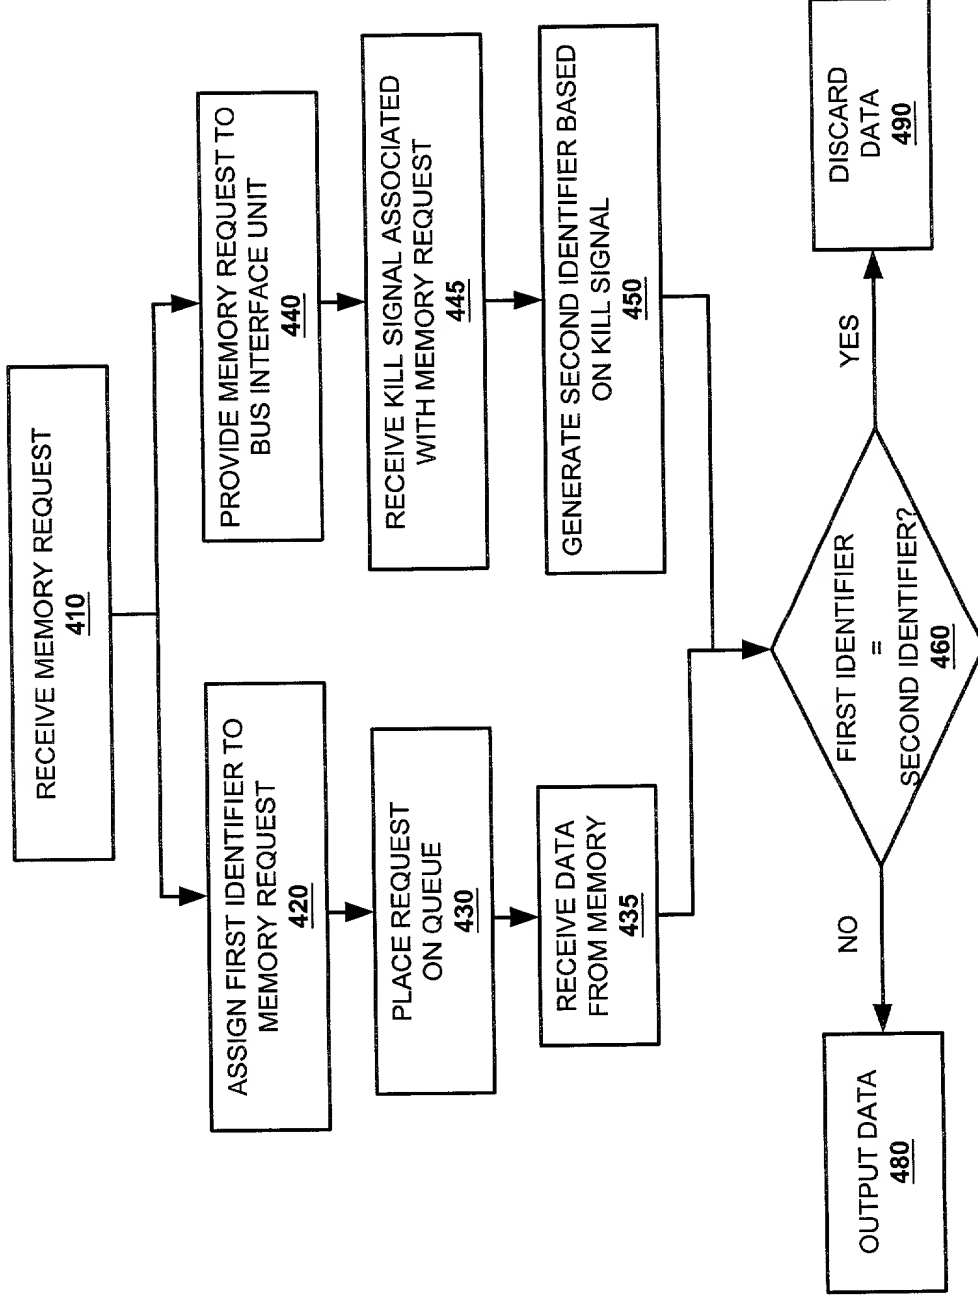 RECEIVE MEMORY REQUEST
410
ASSIGN FIRST IDENTIFIER TO
MEMORY REQUEST
420
PLACE REQUEST
ON QUEUE
430
RECEIVE DATA
FROM MEMORY
435
PROVIDE MEMORY REQUEST TO
BUS INTERFACE UNIT
440
RECEIVE KILL SIGNAL ASSOCIATED
WITH MEMORY REQUEST
445
GENERATE SECOND IDENTIFIER BASED
ON KILL SIGNAL
450
FIRST IDENTIFIER
=
SECOND IDENTIFIER?
460
NO
YES
OUTPUT DATA
480
DISCARD
DATA
490